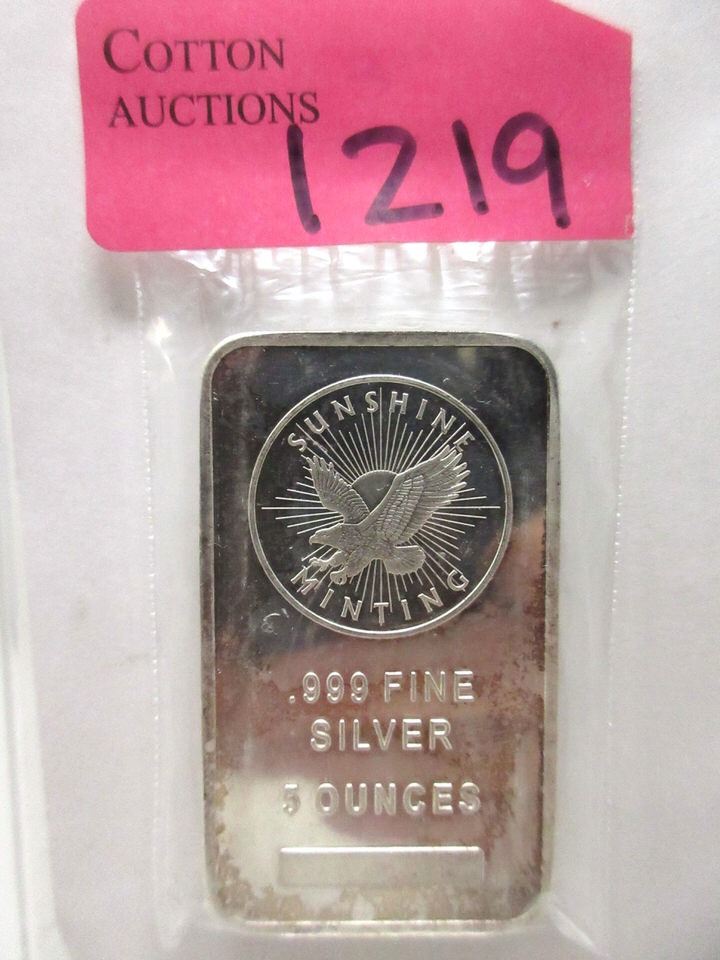 COTTON
AUCTIONS
1219
SUNSHINE
MINTING
.999 FINE
SILVER
5 OUNCES